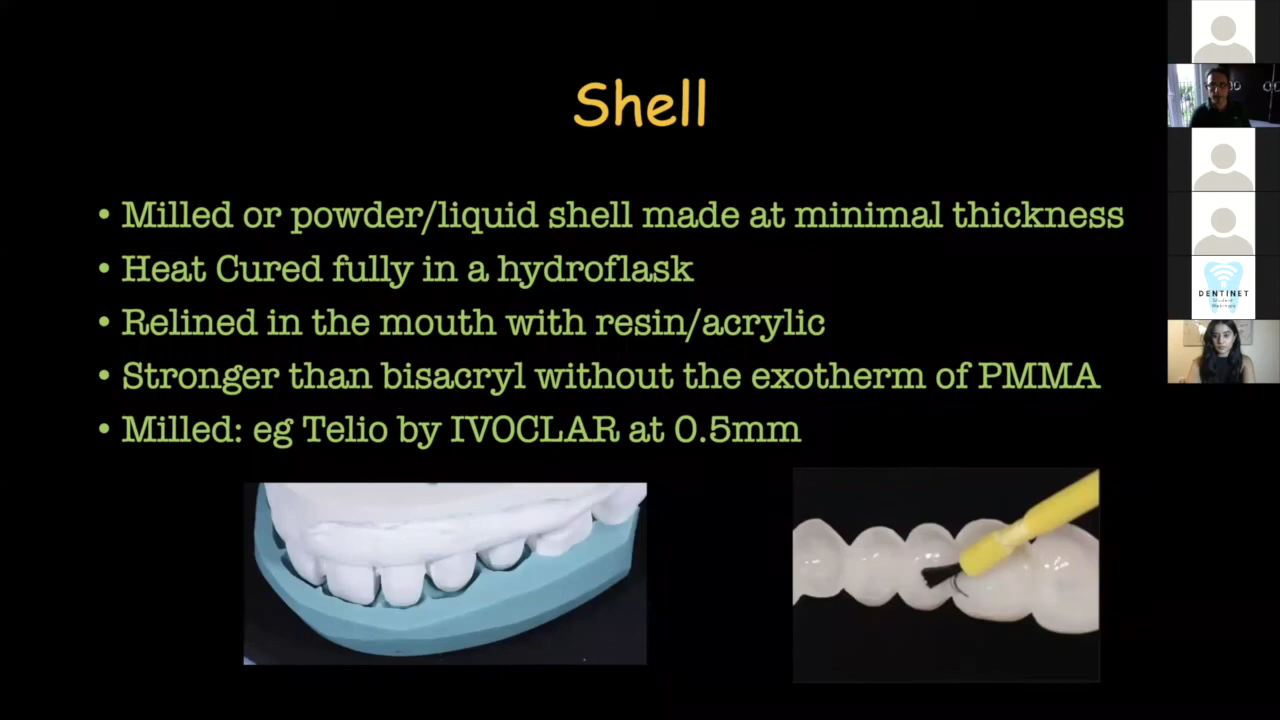 Shell
• Milled or powder/liquid shell made at minimal thickness
• Heat Cured fully in a hydroflask
• Relined in the mouth with resin/acrylic
• Stronger than bisacryl without the exotherm of PMMA
• Milled: eg Telio by IVOCLAR at 0.5mm
DENTINET
Student
Webinars